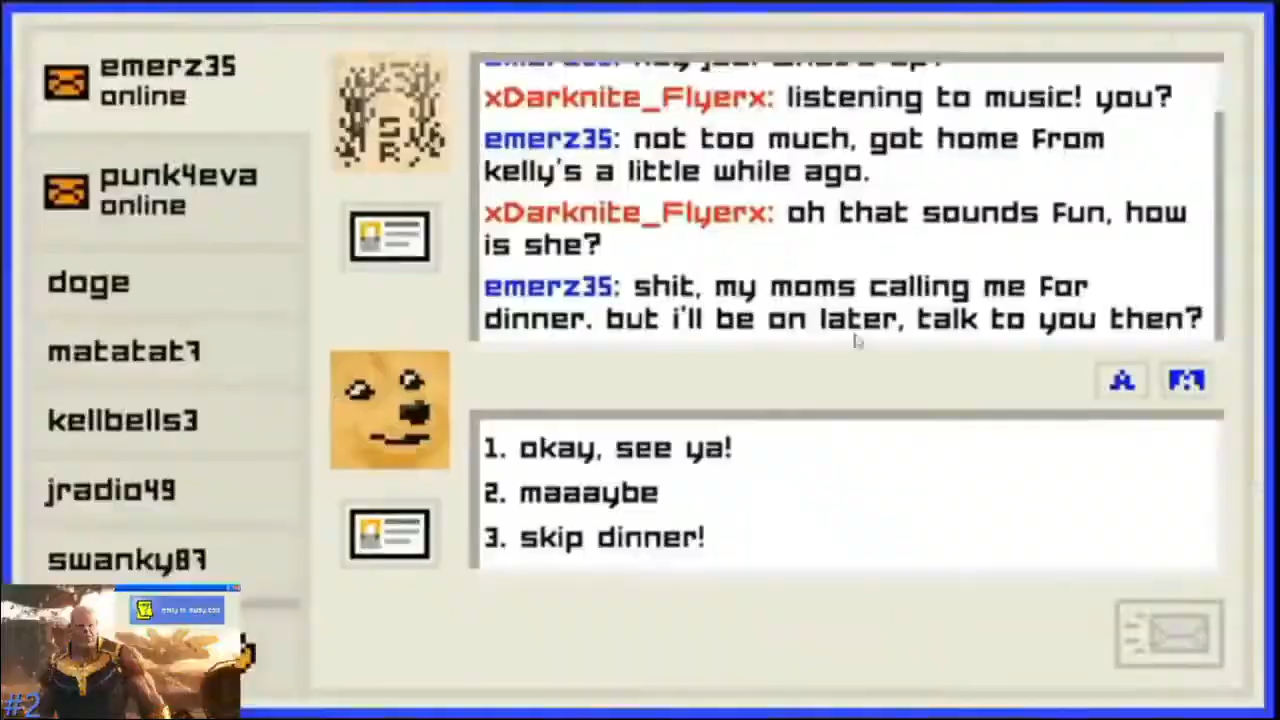 emerz35
online
punk4eva
online
doge
matatat7
kellbells3
jradio49
swanky87
xDarknite_Flyerx: listening to music! you?
emerz35: not too much, got home from
kelly's a little while ago.
xDarknite_Flyerx: oh that sounds fun, how
is she?
emerz35: shit, my moms calling me for
dinner. but i'll be on later, talk to you then?
A
A
1. okay, see ya!
2. maaaybe
3. skip dinner!
#2